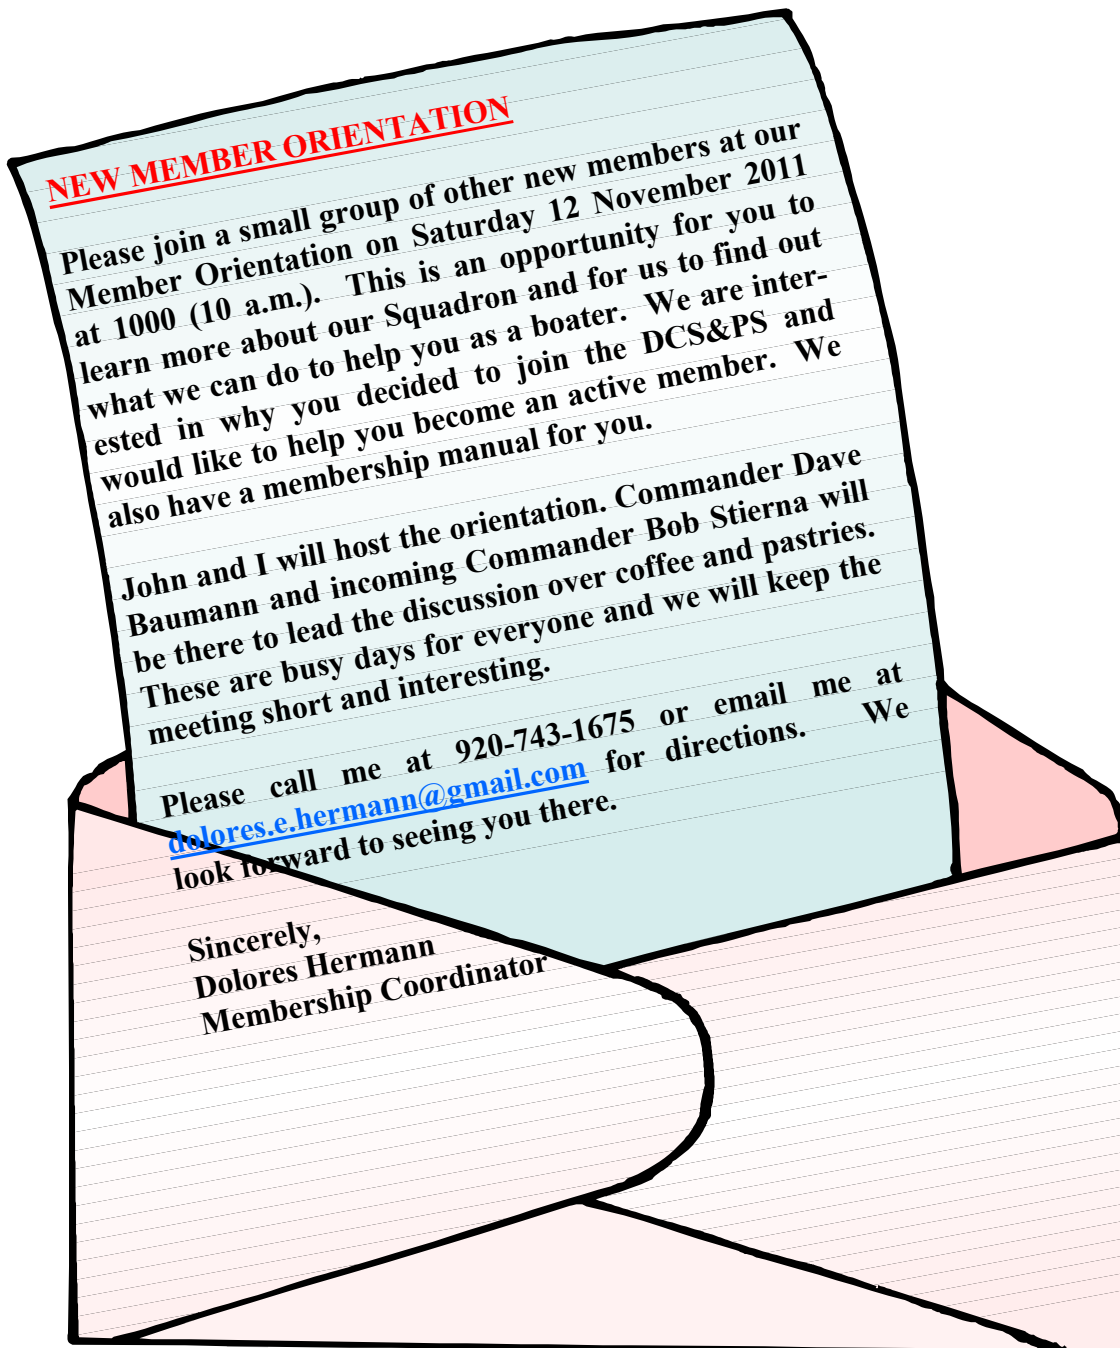 NEW MEMBER ORIENTATION
Please join a small group of other new members at our
Member Orientation on Saturday 12 November 2011
at 1000 (10 a.m.). This is an opportunity for you to
learn more about our Squadron and for us to find out
what we can do to help you as a boater. We are inter-
ested in why you decided to join the DCS&PS and
would like to help you become an active member. We
also have a membership manual for you.
John and I will host the orientation. Commander Dave
Baumann and incoming Commander Bob Stierna will
be there to lead the discussion over coffee and pastries.
These are busy days for everyone and we will keep the
meeting short and interesting.
Please call me at 920-743-1675 or email me at
dolores.e.hermann@gmail.com for directions. We
look forward to seeing you there.
Sincerely,
Dolores Hermann
Membership Coordinator